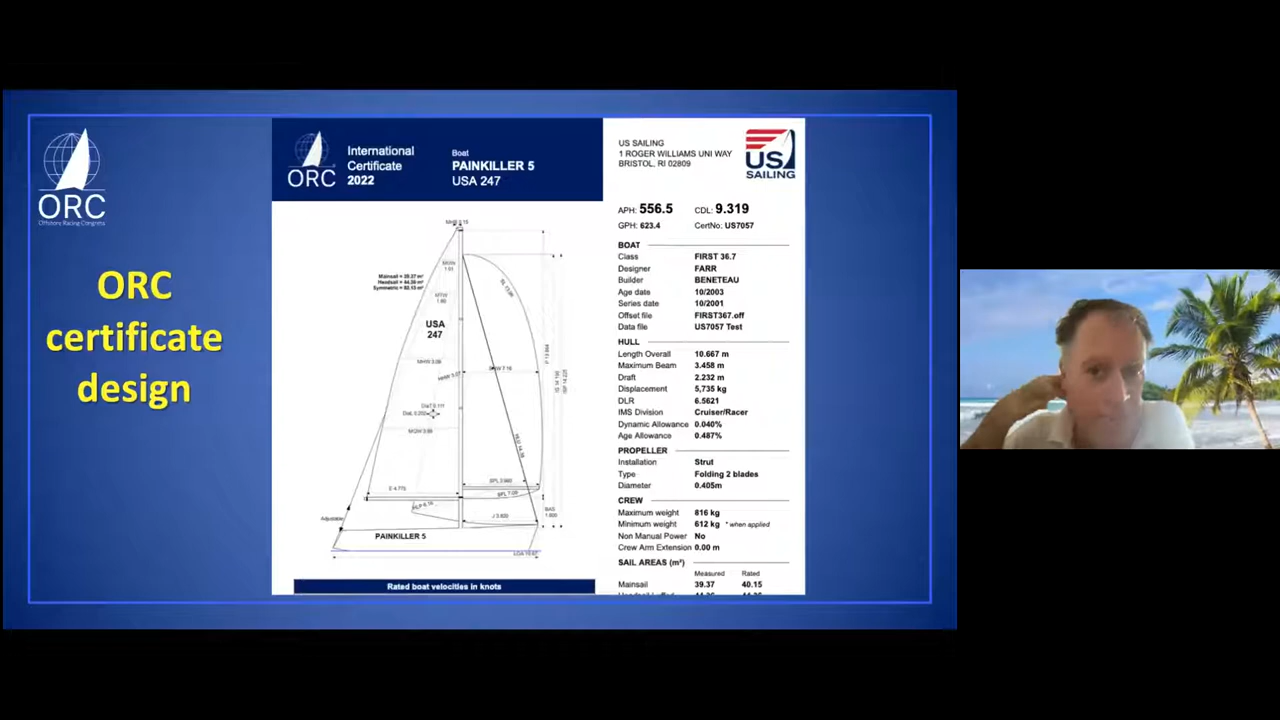 ORC
Offshore Racing Congress
ORC
certificate
design
ORC
International
Certificate
2022
Boat
PAINKILLER 5
USA 247
US SAILING
1 ROGER WILLIAMS UNI WAY
BRISTOL, RI 02809
US
SAILING
APH: 556.5 CDL: 9.319
GPH: 623.4 CertNo: US7057
BOAT
Class FIRST 36.7
Designer FARR
Builder BENETEAU
Age date 10/2003
Series date 10/2001
Offset file FIRST367.off
Data file US7057 Test
HULL
Length Overall 10.667 m
Maximum Beam 3.458 m
Draft 2.232 m
Displacement 5,735 kg
DLR 6.5621
IMS Division Cruiser/Racer
Dynamic Allowance 0.040%
Age Allowance 0.487%
PROPELLER
Installation Strut
Type Folding 2 blades
Diameter 0.405m
CREW
Maximum weight 816 kg
Minimum weight 612 kg * when applied
Non Manual Power No
Crew Arm Extension 0.00 m
SAIL AREAS (m²)
Measured Rated
Mainsail 39.37 40.15
USA
247
E 4.775
J 3.820
Adjustable
PAINKILLER 5
Rated boat velocities in knots